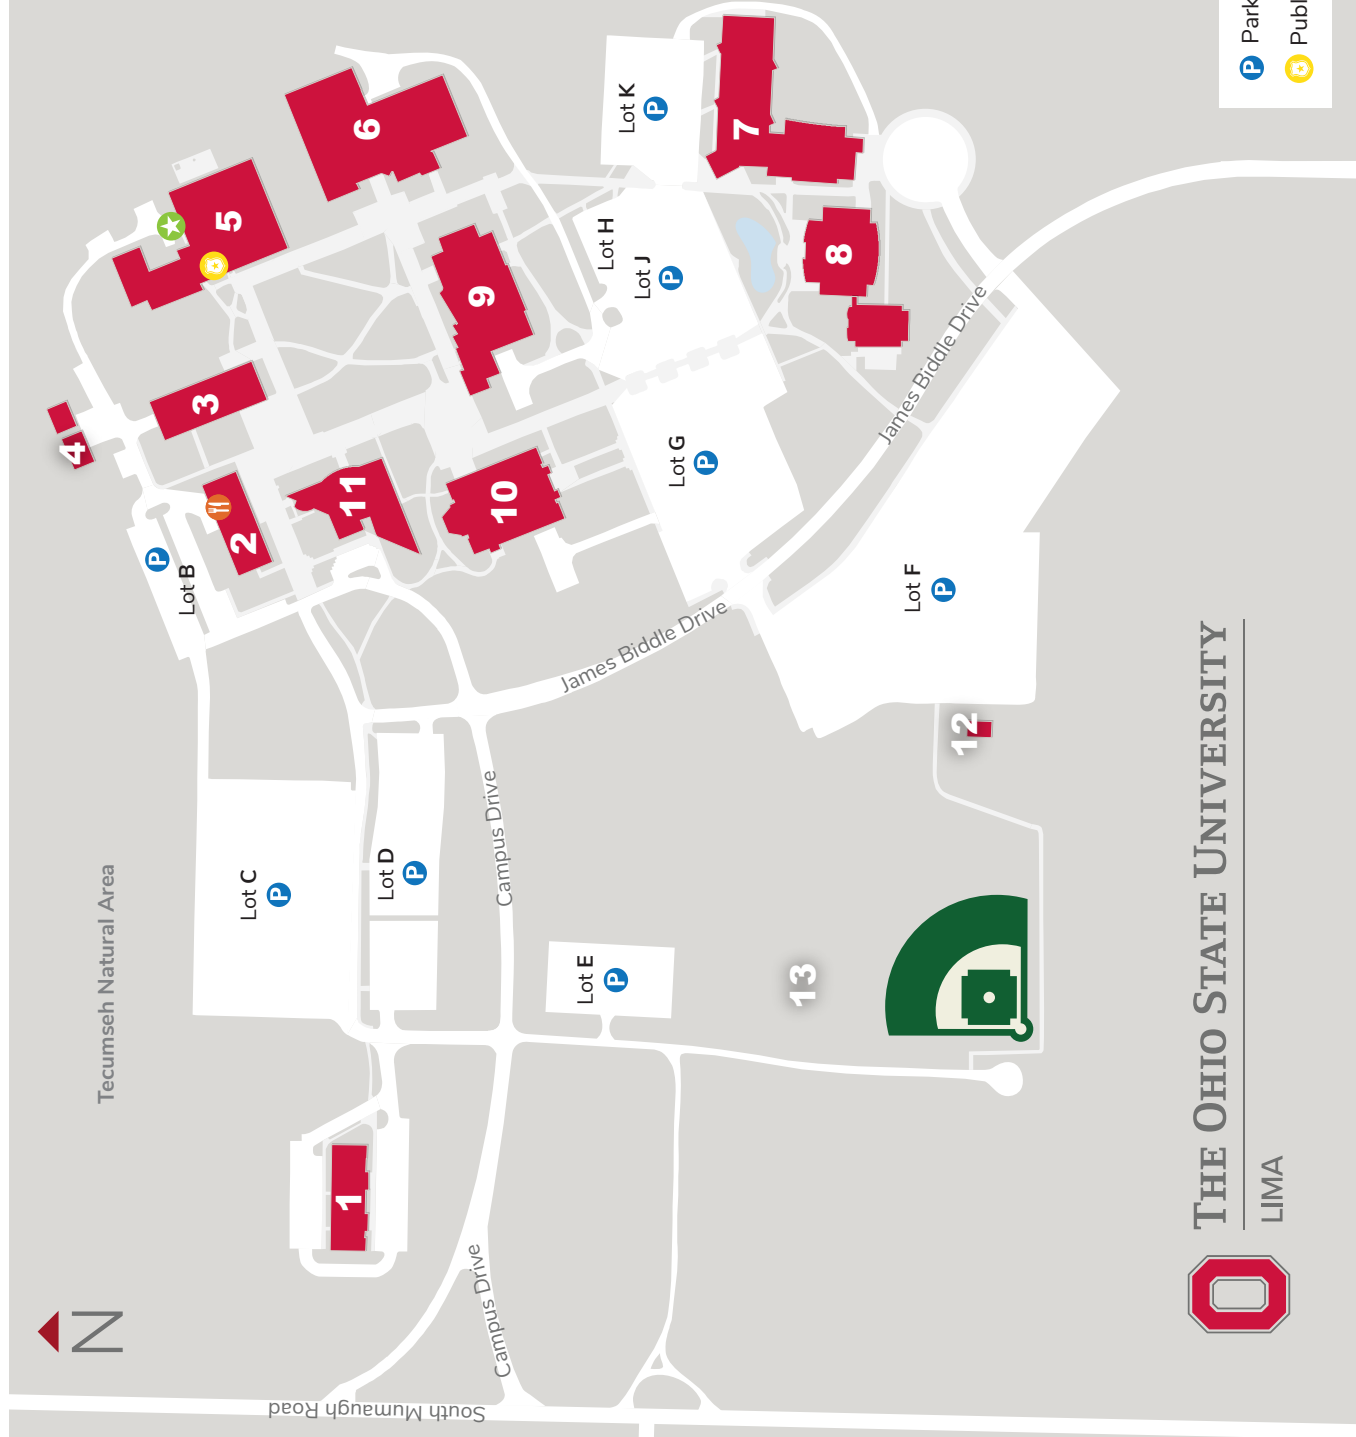 N
Tecumseh Natural Area
South Mumaugh Road
Campus Drive
Campus Drive
James Biddle Drive
James Biddle Drive
1
2
3
4
5
6
7
8
9
10
11
12
13
Lot B
P
Lot C
P
Lot D
P
Lot E
P
Lot F
P
Lot G
P
Lot H
Lot J
P
Lot K
P
P Park
Publ
THE OHIO STATE UNIVERSITY
LIMA